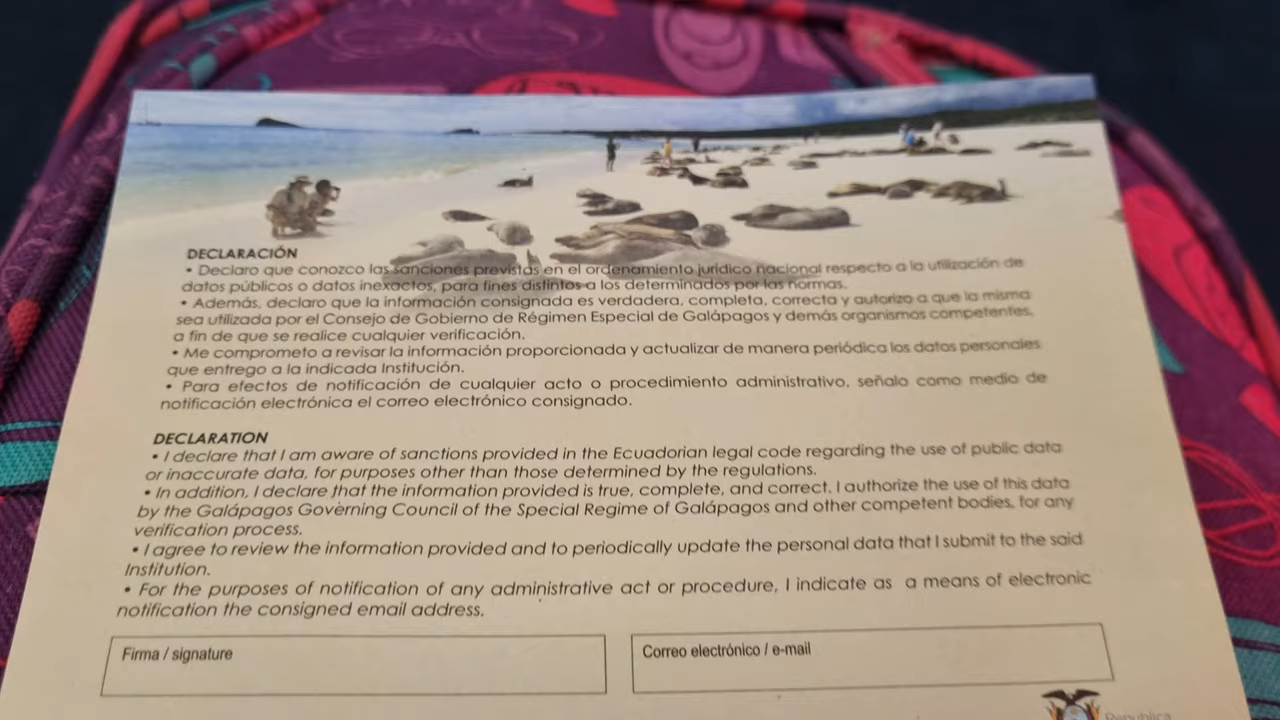 DECLARACIÓN
• Declaro que conozco las sanciones previstas en el ordenamiento jurídico nacional respecto a la utilización de
datos públicos o datos inexactos, para fines distintos a los determinados por las normas.
• Además, declaro que la información consignada es verdadera, completa, correcta y autorizo a que la misma
sea utilizada por el Consejo de Gobierno de Régimen Especial de Galápagos y demás organismos competentes,
a fin de que se realice cualquier verificación.
• Me comprometo a revisar la información proporcionada y actualizar de manera periódica los datos personales
que entrego a la indicada Institución.
• Para efectos de notificación de cualquier acto o procedimiento administrativo, señalo como medio de
notificación electrónica el correo electrónico consignado.
DECLARATION
• I declare that I am aware of sanctions provided in the Ecuadorian legal code regarding the use of public data
or inaccurate data, for purposes other than those determined by the regulations.
• In addition, I declare that the information provided is true, complete, and correct. I authorize the use of this data
by the Galápagos Governing Council of the Special Regime of Galápagos and other competent bodies, for any
verification process.
• I agree to review the information provided and to periodically update the personal data that I submit to the said
Institution.
• For the purposes of notification of any administrative act or procedure, I indicate as a means of electronic
notification the consigned email address.
Firma / signature
Correo electrónico / e-mail
República